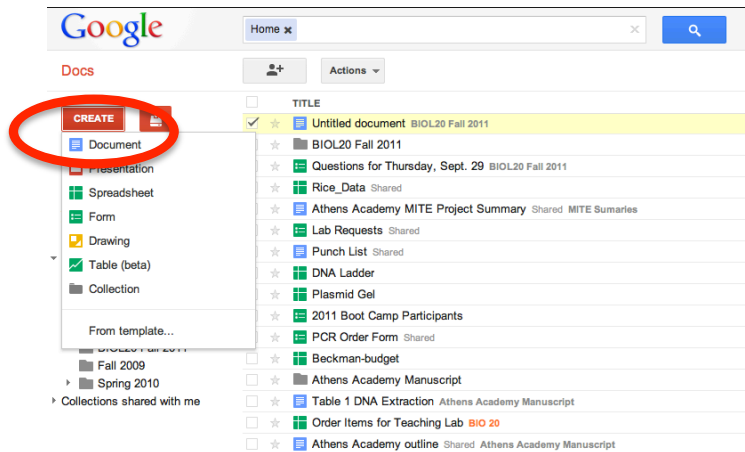 Google
Home ×
Docs
Actions
TITLE
CREATE
Document
Presentation
Spreadsheet
Form
Drawing
Table (beta)
Collection
From template...
BIOL20 Fall 2011
Fall 2009
Spring 2010
Collections shared with me
Untitled document BIOL20 Fall 2011
BIOL20 Fall 2011
Questions for Thursday, Sept. 29 BIOL20 Fall 2011
Rice_Data Shared
Athens Academy MITE Project Summary Shared MITE Sumaries
Lab Requests Shared
Punch List Shared
DNA Ladder
Plasmid Gel
2011 Boot Camp Participants
PCR Order Form Shared
Beckman-budget
Athens Academy Manuscript
Table 1 DNA Extraction Athens Academy Manuscript
Order Items for Teaching Lab BIO 20
Athens Academy outline Shared Athens Academy Manuscript